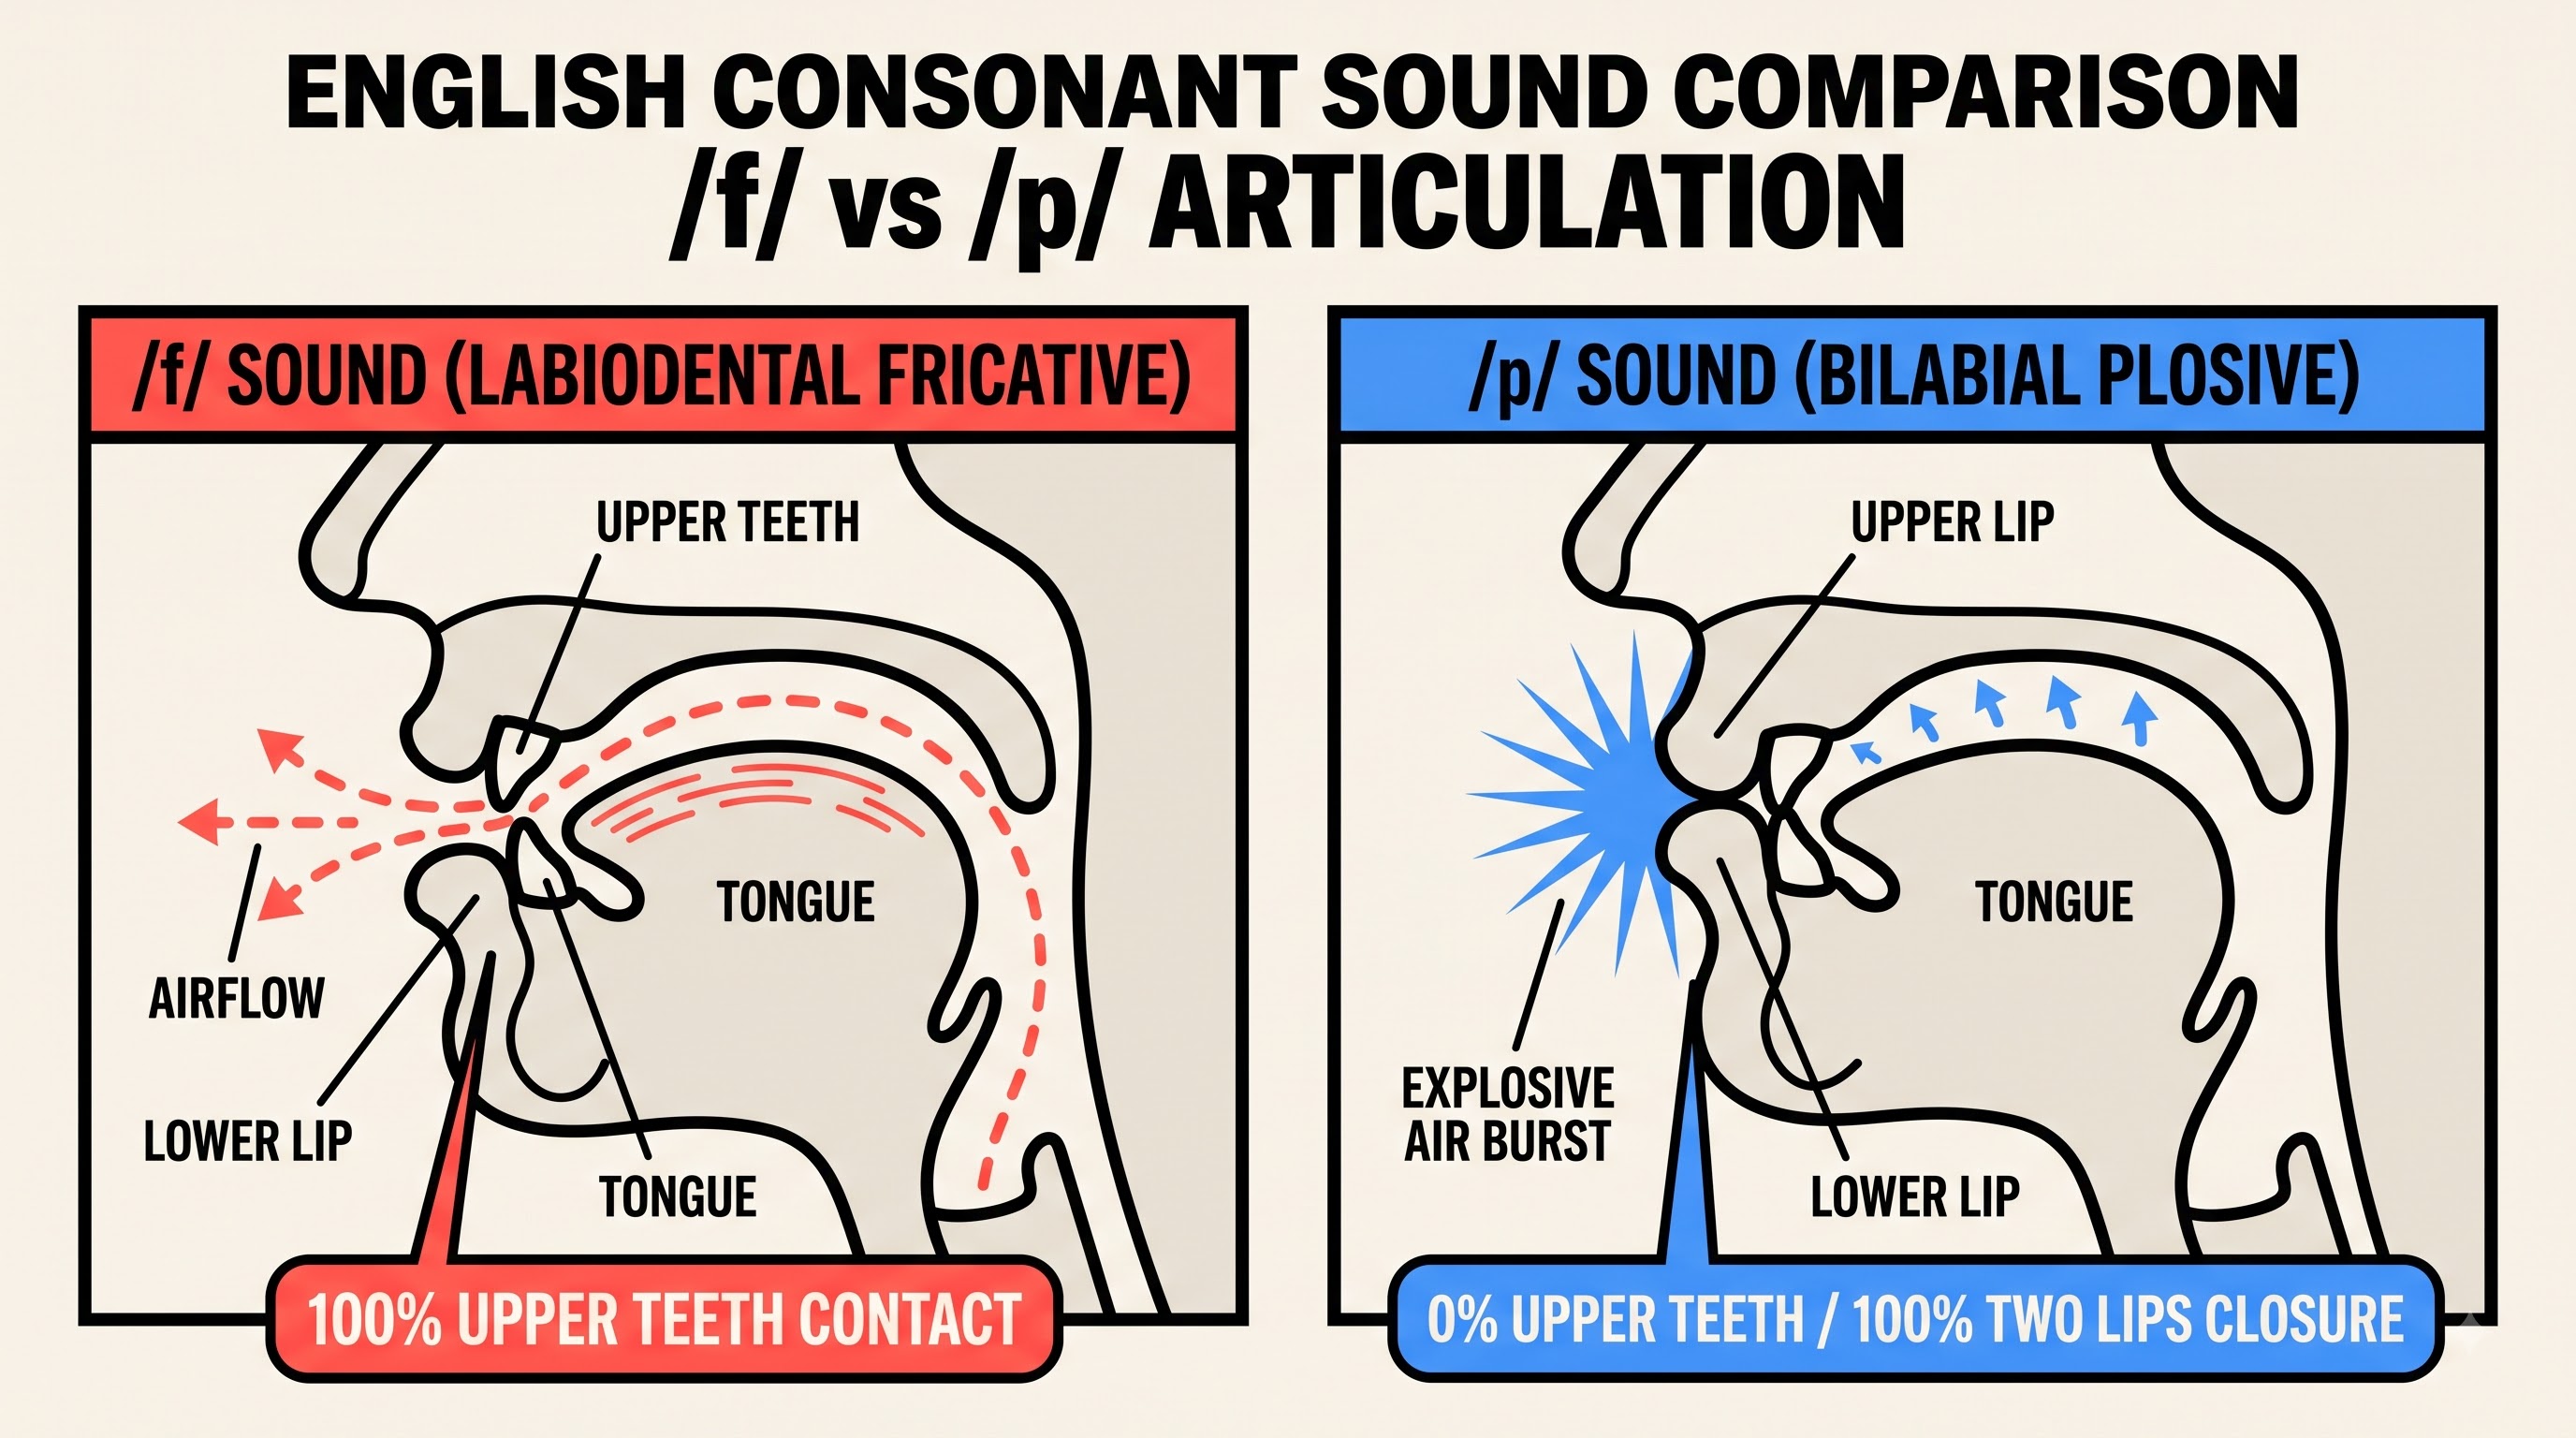 ENGLISH CONSONANT SOUND COMPARISON
/f/ vs /p/ ARTICULATION
/f/ SOUND (LABIODENTAL FRICATIVE)
UPPER TEETH
TONGUE
AIRFLOW
LOWER LIP
TONGUE
100% UPPER TEETH CONTACT
/p/ SOUND (BILABIAL PLOSIVE)
UPPER LIP
TONGUE
EXPLOSIVE
AIR BURST
LOWER LIP
0% UPPER TEETH / 100% TWO LIPS CLOSURE